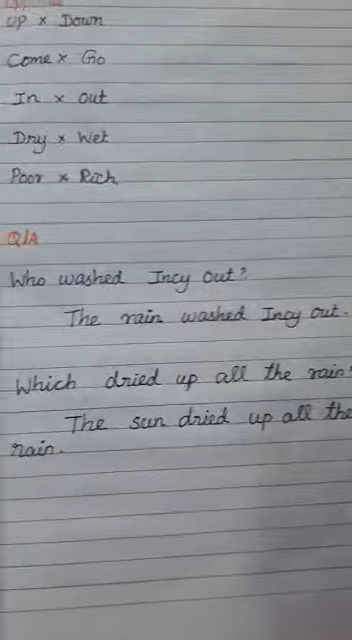 Up × Down
Come × Go
In × out
Dry × Wet
Poor × Rich
Q/A
Who washed Incy out?
The rain washed Incy out.
Which dried up all the rain?
The sun dried up all the
rain.